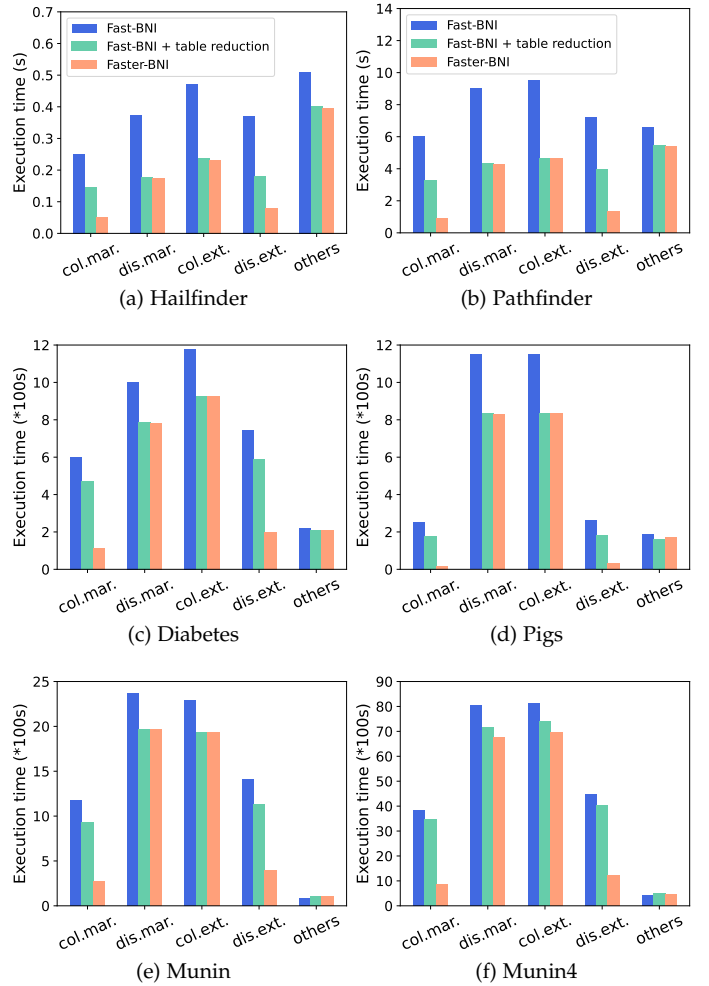 Execution time (s)
0.7
0.6
0.5
0.4
0.3
0.2
0.1
0.0
Fast-BNI
Fast-BNI + table reduction
Faster-BNI
col.mar.
dis.mar.
col.ext.
dis.ext.
others
(a) Hailfinder
Execution time (s)
14
12
10
8
6
4
2
0
Fast-BNI
Fast-BNI + table reduction
Faster-BNI
col.mar.
dis.mar.
col.ext.
dis.ext.
others
(b) Pathfinder
Execution time (*100s)
12
10
8
6
4
2
0
col.mar.
dis.mar.
col.ext.
dis.ext.
others
(c) Diabetes
Execution time (*100s)
12
10
8
6
4
2
0
col.mar.
dis.mar.
col.ext.
dis.ext.
others
(d) Pigs
Execution time (*100s)
25
20
15
10
5
0
col.mar.
dis.mar.
col.ext.
dis.ext.
others
(e) Munin
Execution time (*100s)
90
80
70
60
50
40
30
20
10
0
col.mar.
dis.mar.
col.ext.
dis.ext.
others
(f) Munin4